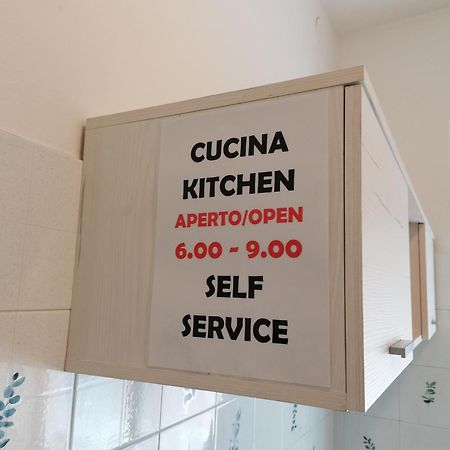 CUCINA
KITCHEN
APERTO/OPEN
6.00 - 9.00
SELF
SERVICE